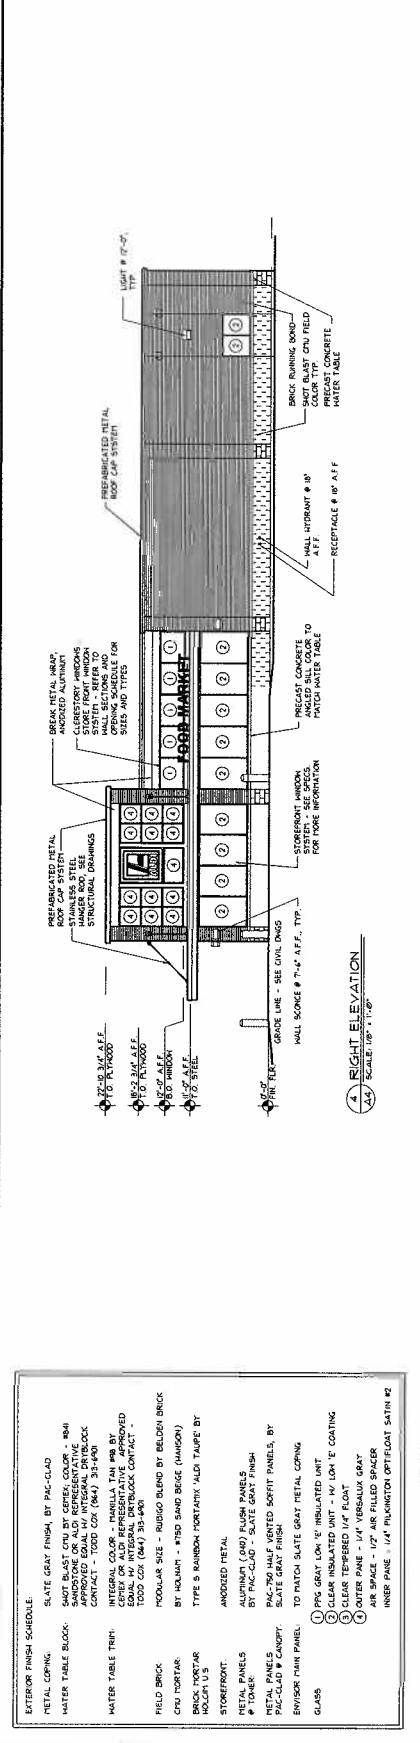 PREFABRICATED METAL
ROOF CAP SYSTEM
STAINLESS STEEL
HANGER ROD, SEE
STRUCTURAL DRAWINGS
BREAK METAL WRAP,
ANODIZED ALUMINUM
CLERESTORY WINDOWS
STORE FRONT WINDOW
SYSTEM - REFER TO
WALL SECTIONS AND
OPENING SCHEDULE FOR
SIZES AND TYPES
PREFABRICATED METAL
ROOF CAP SYSTEM
LIGHT @ 17'-0",
TYP
22'-10 3/4" A.F.F.
T.O. PLYWOOD
18'-2 3/4" A.F.F.
T.O. PLYWOOD
12'-0" A.F.F.
B.O. WINDOW
11'-0" A.F.F.
T.O. STEEL
0'-0"
FIN. FLR.
ALDI
FOOD MARKET
GRADE LINE - SEE CIVIL DWGS
WALL SCONCE @ 7'-6" A.F.F., TYP.
STOREFRONT WINDOW
SYSTEM - SEE SPECS.
FOR MORE INFORMATION
PRECAST CONCRETE
ANGLED SILL COLOR TO
MATCH WATER TABLE
WALL HYDRANT @ 18"
A.F.F.
RECEPTACLE @ 18" A.F.F
BRICK RUNNING BOND
SHOT BLAST CMU FIELD
COLOR TYP.
PRECAST CONCRETE
WATER TABLE
4 RIGHT ELEVATION
A4 SCALE: 1/8" = 1'-0"
EXTERIOR FINISH SCHEDULE:
METAL COPING: SLATE GRAY FINISH, BY PAC-CLAD
WATER TABLE BLOCK: SHOT BLAST CMU BY CEMEX; COLOR - #841
SANDSTONE OR ALDI REPRESENTATIVE
APPROVED EQUAL W/ INTEGRAL DRYBLOCK
CONTACT - TODD COX (864) 313-6901
WATER TABLE TRIM: INTEGRAL COLOR - MANILLA TAN #98 BY
CEMEX OR ALDI REPRESENTATIVE APPROVED
EQUAL W/ INTEGRAL DRYBLOCK CONTACT -
TODD COX (864) 313-6901
FIELD BRICK: MODULAR SIZE - RUBIGO BLEND BY BELDEN BRICK
CMU MORTAR: BY HOLNAM - #750 SAND BEIGE (HANSON)
BRICK MORTAR TYPE S RAINBOW MORTAMIX 'ALDI TAUPE' BY
HOLCIM U S
STOREFRONT: ANODIZED METAL
METAL PANELS ALUMINUM (.040) FLUSH PANELS
@ TOWER: BY PAC-CLAD - SLATE GRAY FINISH
METAL PANELS PAC-750 HALF VENTED SOFFIT PANELS, BY
PAC-CLAD @ CANOPY: SLATE GRAY FINISH
ENVISOR MAIN PANEL: TO MATCH SLATE GRAY METAL COPING
GLASS 1 PPG GRAY LOW 'E' INSULATED UNIT
2 CLEAR INSULATED UNIT - W/ LOW 'E' COATING
3 CLEAR TEMPERED 1/4" FLOAT
4 OUTER PANE - 1/4" VERSALUX GRAY
AIR SPACE - 1/2" AIR FILLED SPACER
INNER PANE - 1/4" PILKINGTON OPTIFLOAT SATIN #2